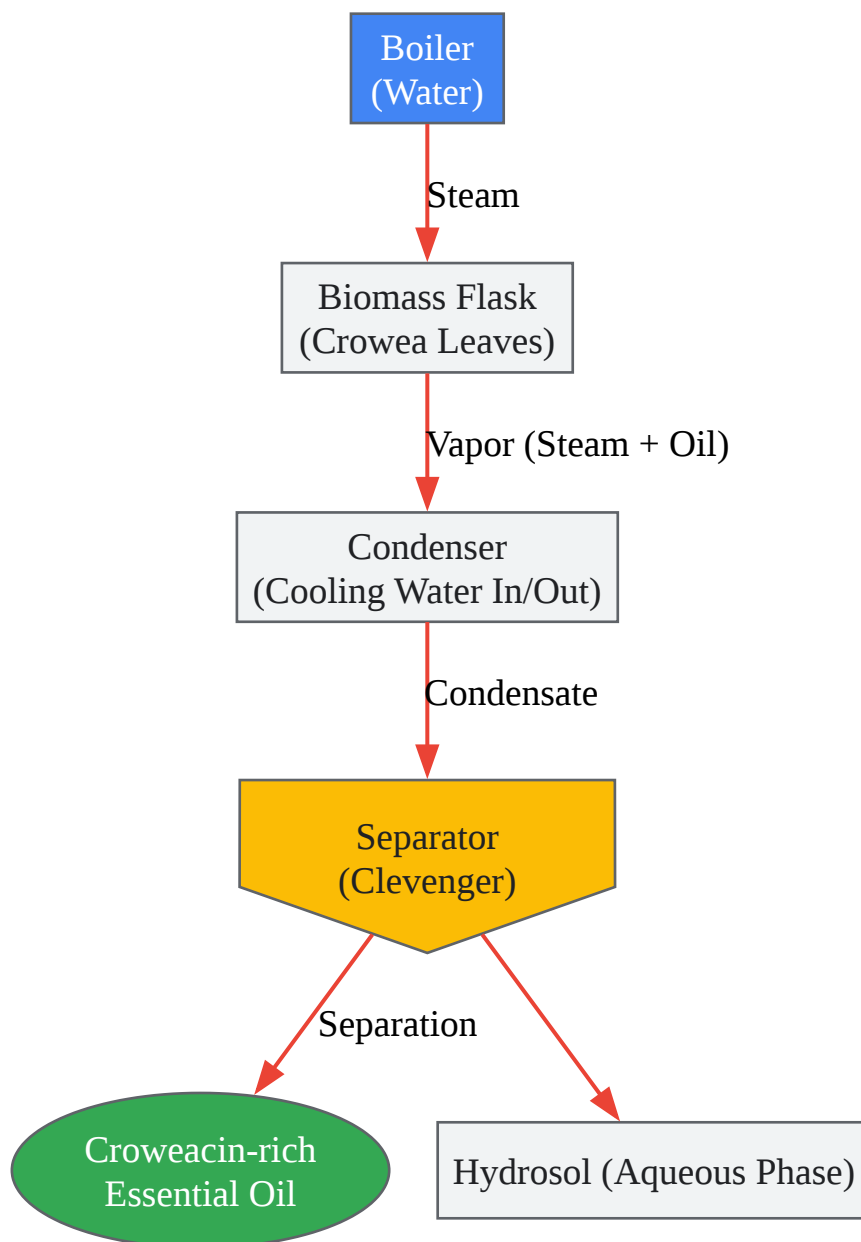 Boiler
(Water)
Steam
Biomass Flask
(Crowea Leaves)
Vapor (Steam + Oil)
Condenser
(Cooling Water In/Out)
Condensate
Separator
(Clevenger)
Separation
Croweacin-rich
Essential Oil
Hydrosol (Aqueous Phase)